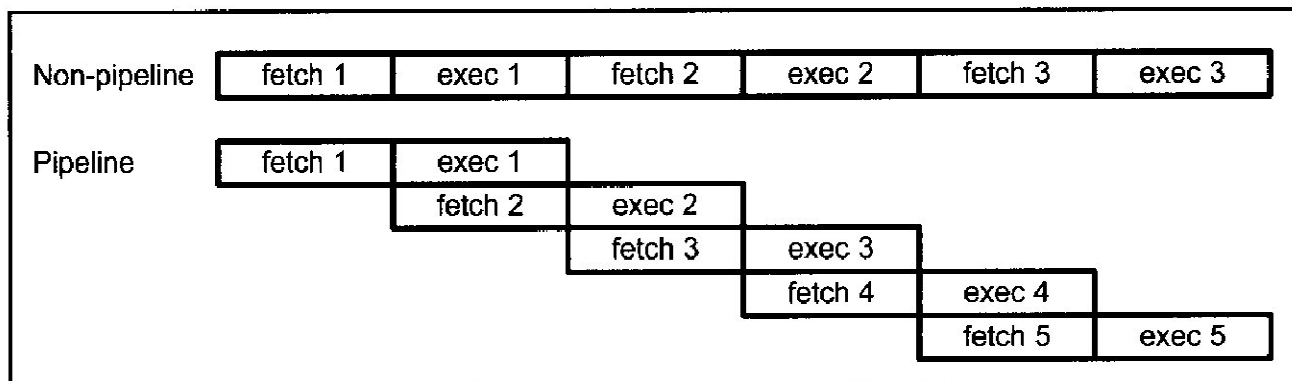 Non-pipeline fetch 1 exec 1 fetch 2 exec 2 fetch 3 exec 3
Pipeline fetch 1 exec 1
fetch 2 exec 2
fetch 3 exec 3
fetch 4 exec 4
fetch 5 exec 5